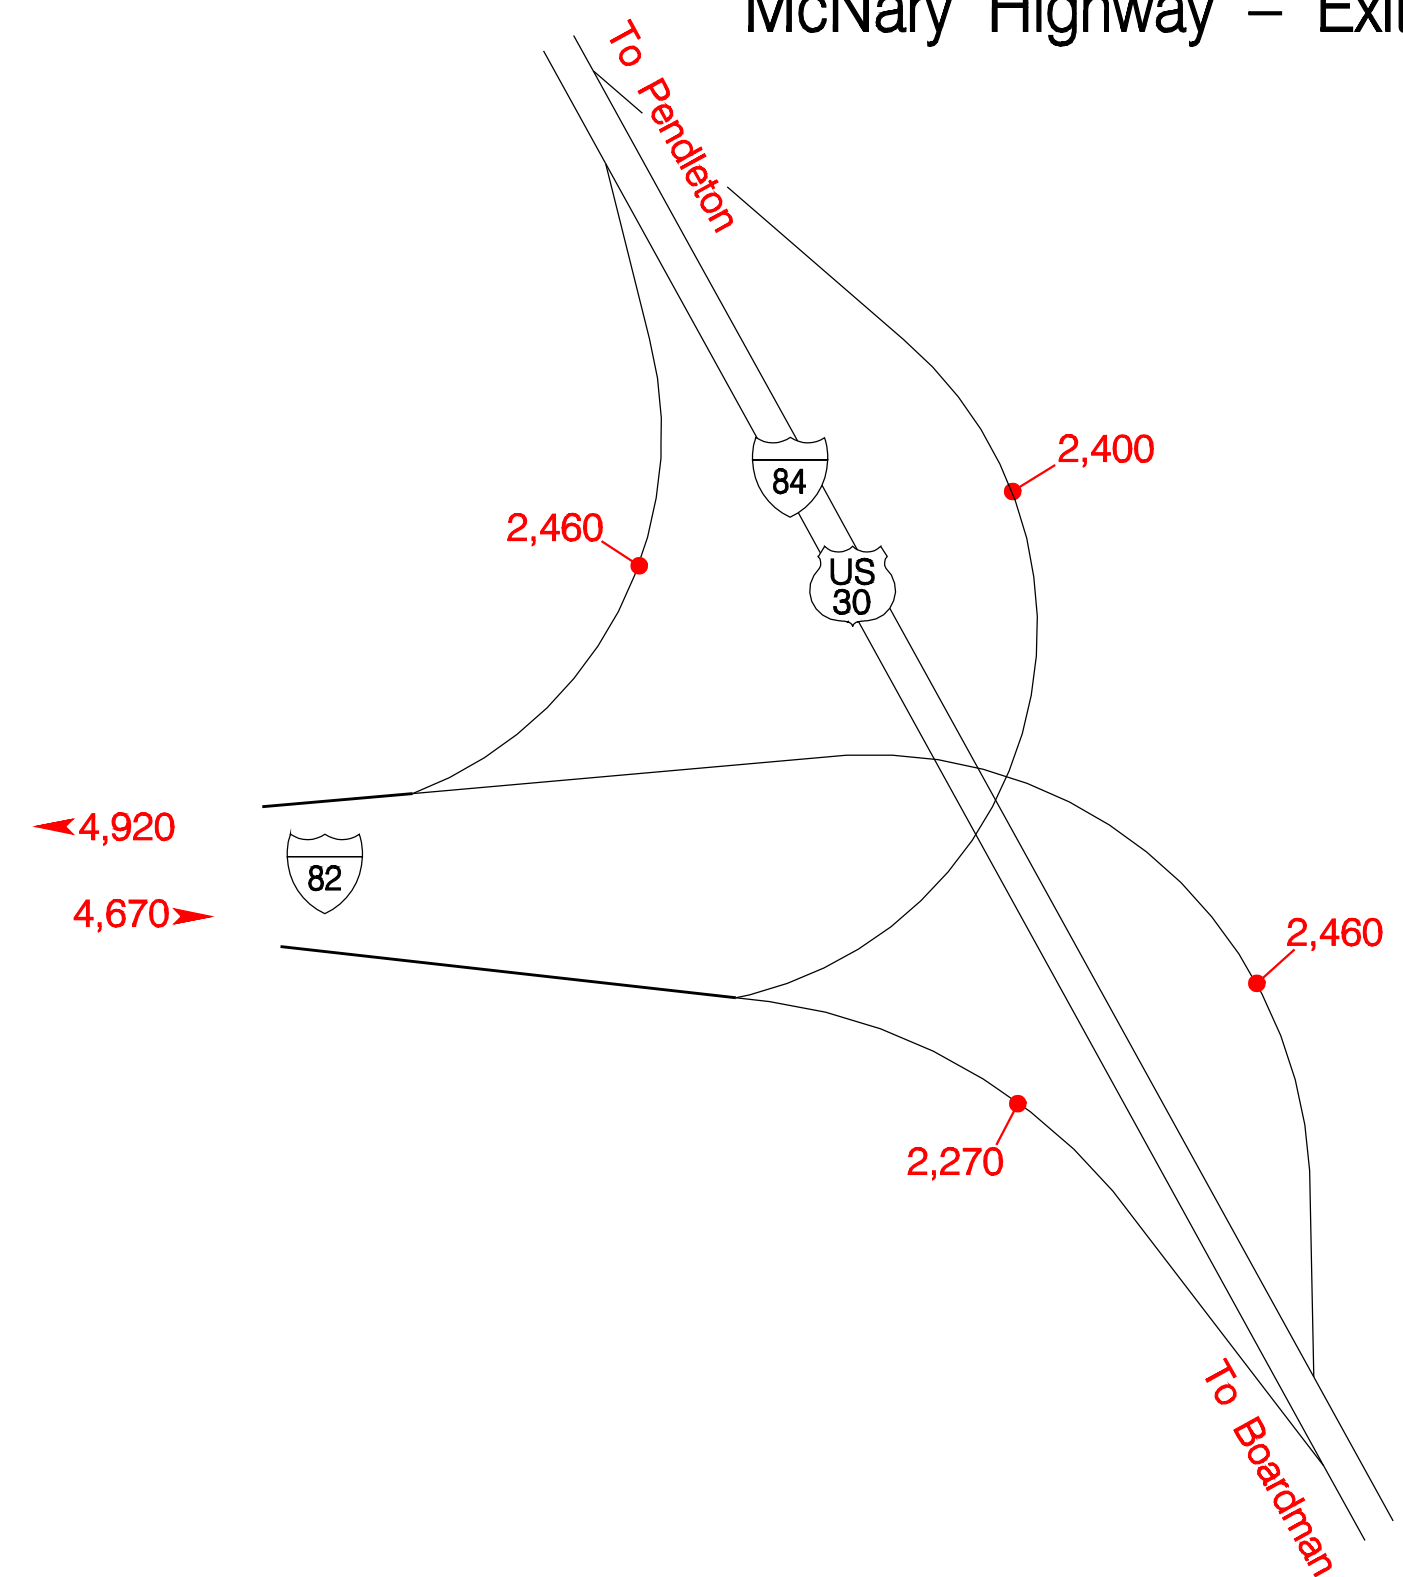 McNary Highway – Exit
To Pendleton
2,400
84
2,460
US
30
4,920
82
4,670
2,460
2,270
To Boardman